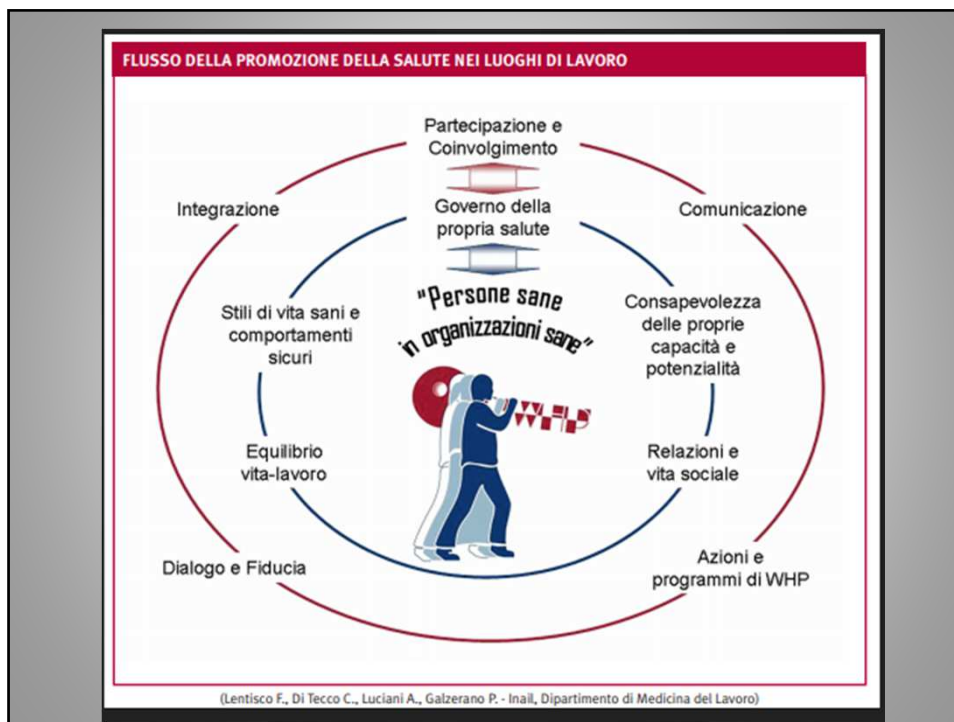 FLUSSO DELLA PROMOZIONE DELLA SALUTE NEI LUOGHI DI LAVORO
Partecipazione e
Coinvolgimento
Integrazione
Governo della
propria salute
Comunicazione
Stili di vita sani e
comportamenti
sicuri
"Persone sane
in organizzazioni sane"
Consapevolezza
delle proprie
capacità e
potenzialità
WHP
Equilibrio
vita-lavoro
Relazioni e
vita sociale
Dialogo e Fiducia
Azioni e
programmi di WHP
(Lentisco F., Di Tecco C., Luciani A., Galzerano P. - Inail, Dipartimento di Medicina del Lavoro)